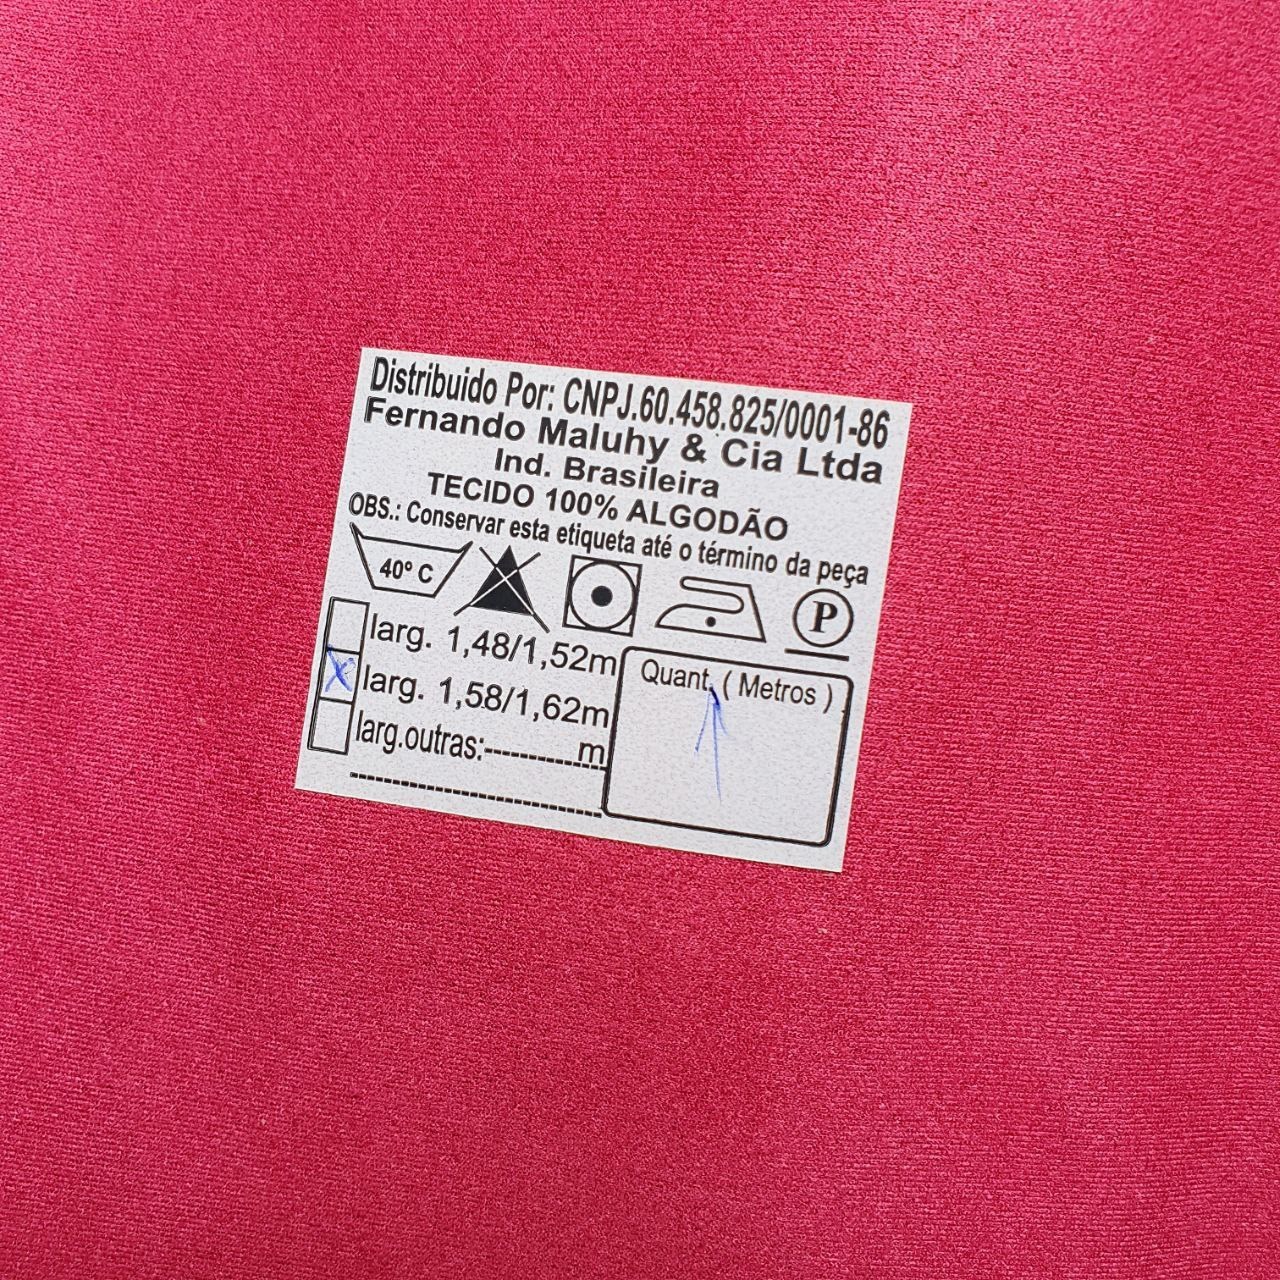 Distribuido Por: CNPJ.60.458.825/0001-86
Fernando Maluhy & Cia Ltda
Ind. Brasileira
TECIDO 100% ALGODÃO
OBS.: Conservar esta etiqueta até o término da peça
40º C
P
larg. 1,48/1,52m
X larg. 1,58/1,62m
larg.outras:-----------m
Quant. ( Metros )